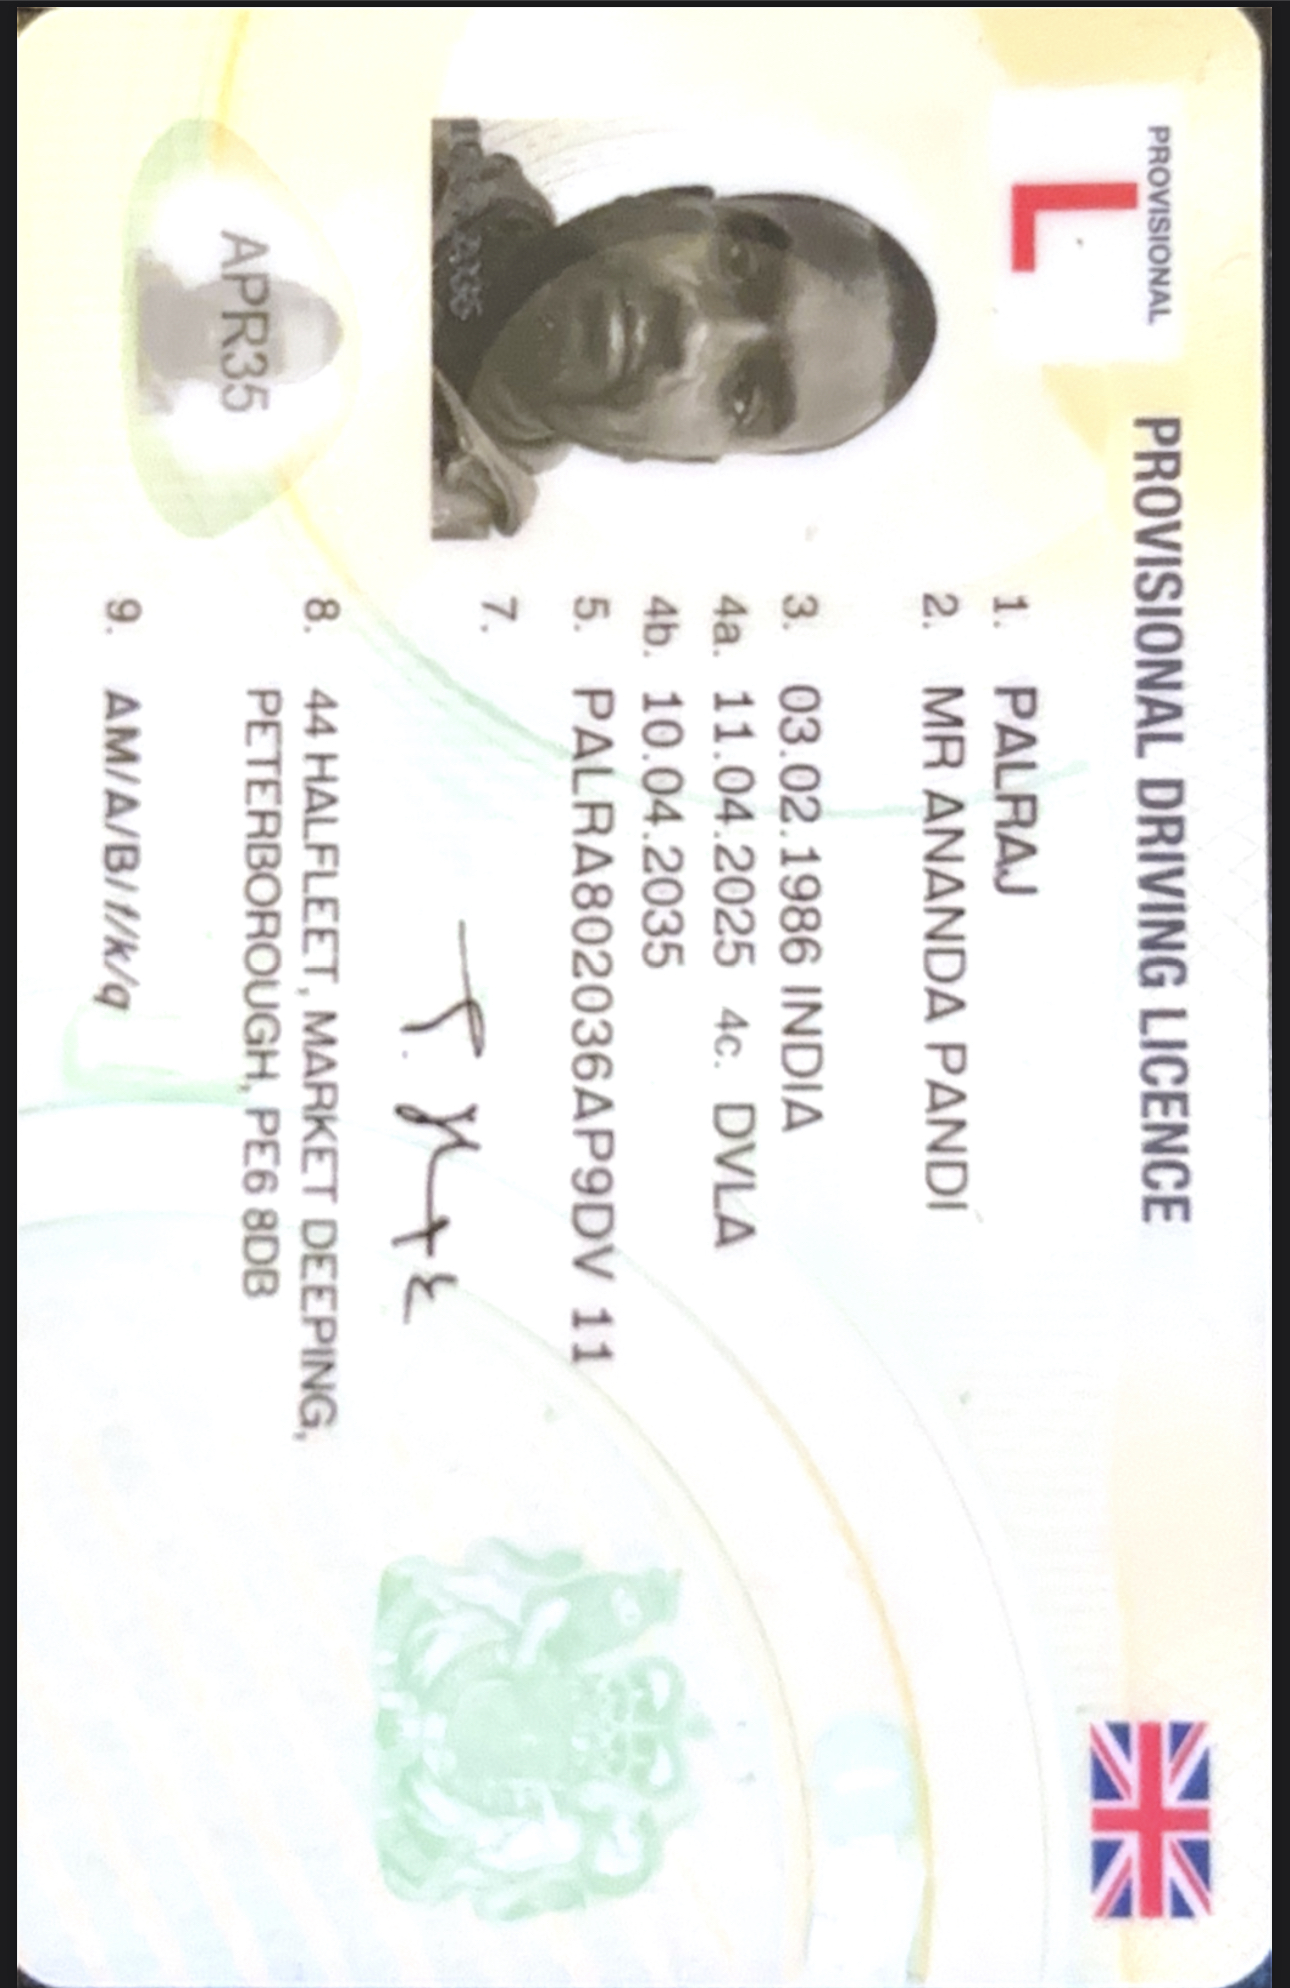 PROVISIONAL
L
PROVISIONAL DRIVING LICENCE
1. PALRAJ
2. MR ANANDA PANDI
3. 03.02.1986 INDIA
4a. 11.04.2025 4c. DVLA
4b. 10.04.2035
5. PALRA802036AP9DV 11
7.
8. 44 HALFLEET, MARKET DEEPING,
PETERBOROUGH, PE6 8DB
9. AM/A/B/f/k/q
APR35